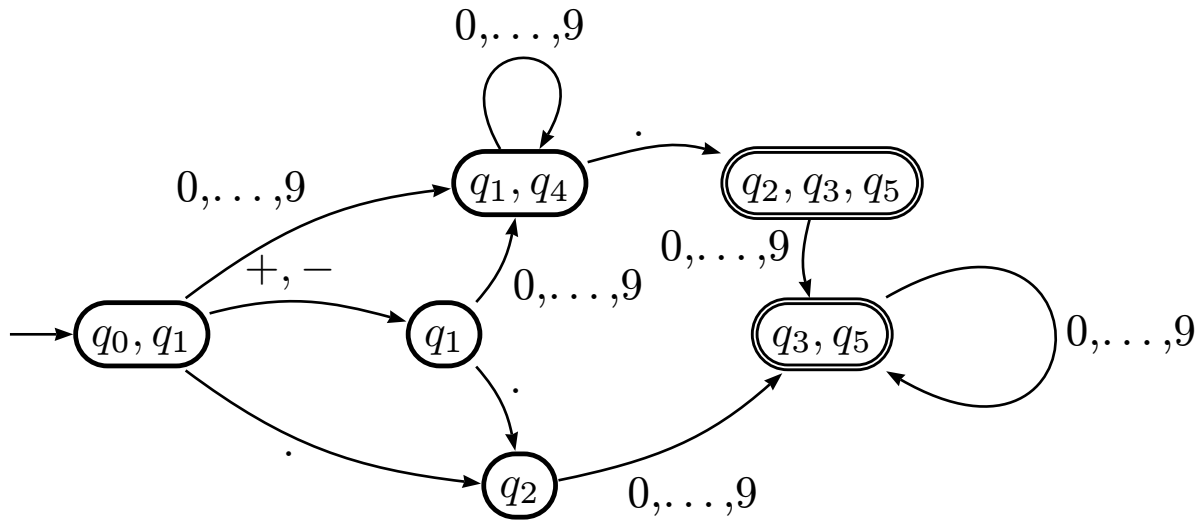 0,...,9
.
0,...,9
q1, q4
q2, q3, q5
0,...,9
+, −
0,...,9
q0, q1
q1
q3, q5
0,...,9
.
.
q2
0,...,9